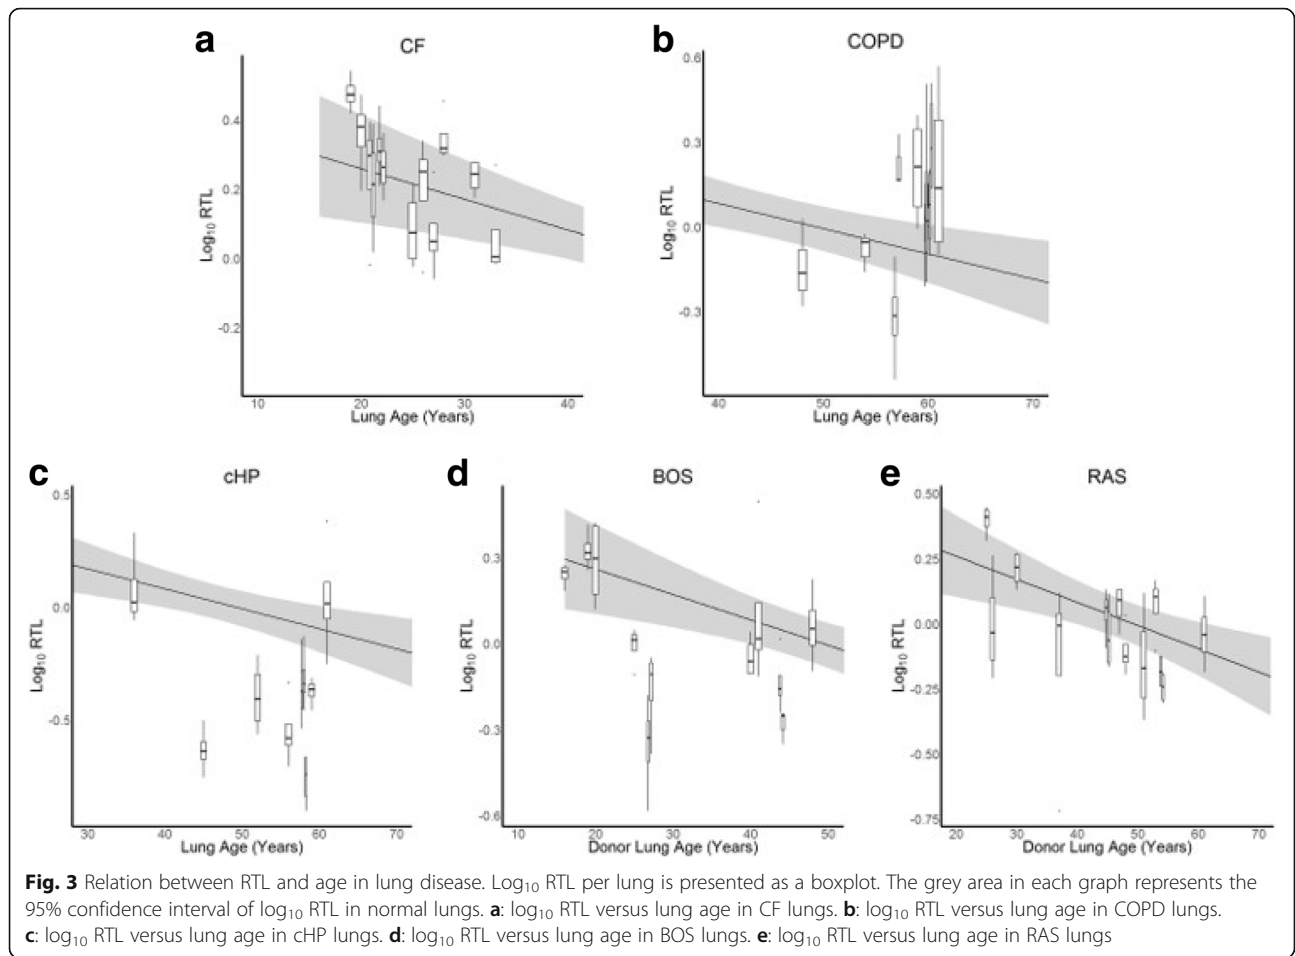 a
CF
Log10 RTL
0.4
0.2
0.0
-0.2
10 20 30 40
Lung Age (Years)
b
COPD
Log10 RTL
0.6
0.3
0.0
-0.3
40 50 60 70
Lung Age (Years)
c
cHP
Log10 RTL
0.5
0.0
-0.5
30 40 50 60 70
Lung Age (Years)
d
BOS
Log10 RTL
0.3
0.0
-0.3
-0.6
10 20 30 40 50
Donor Lung Age (Years)
e
RAS
Log10 RTL
0.50
0.25
0.00
-0.25
-0.50
-0.75
20 30 40 50 60 70
Donor Lung Age (Years)
Fig. 3 Relation between RTL and age in lung disease. Log10 RTL per lung is presented as a boxplot. The grey area in each graph represents the
95% confidence interval of log10 RTL in normal lungs. a: log10 RTL versus lung age in CF lungs. b: log10 RTL versus lung age in COPD lungs.
c: log10 RTL versus lung age in cHP lungs. d: log10 RTL versus lung age in BOS lungs. e: log10 RTL versus lung age in RAS lungs